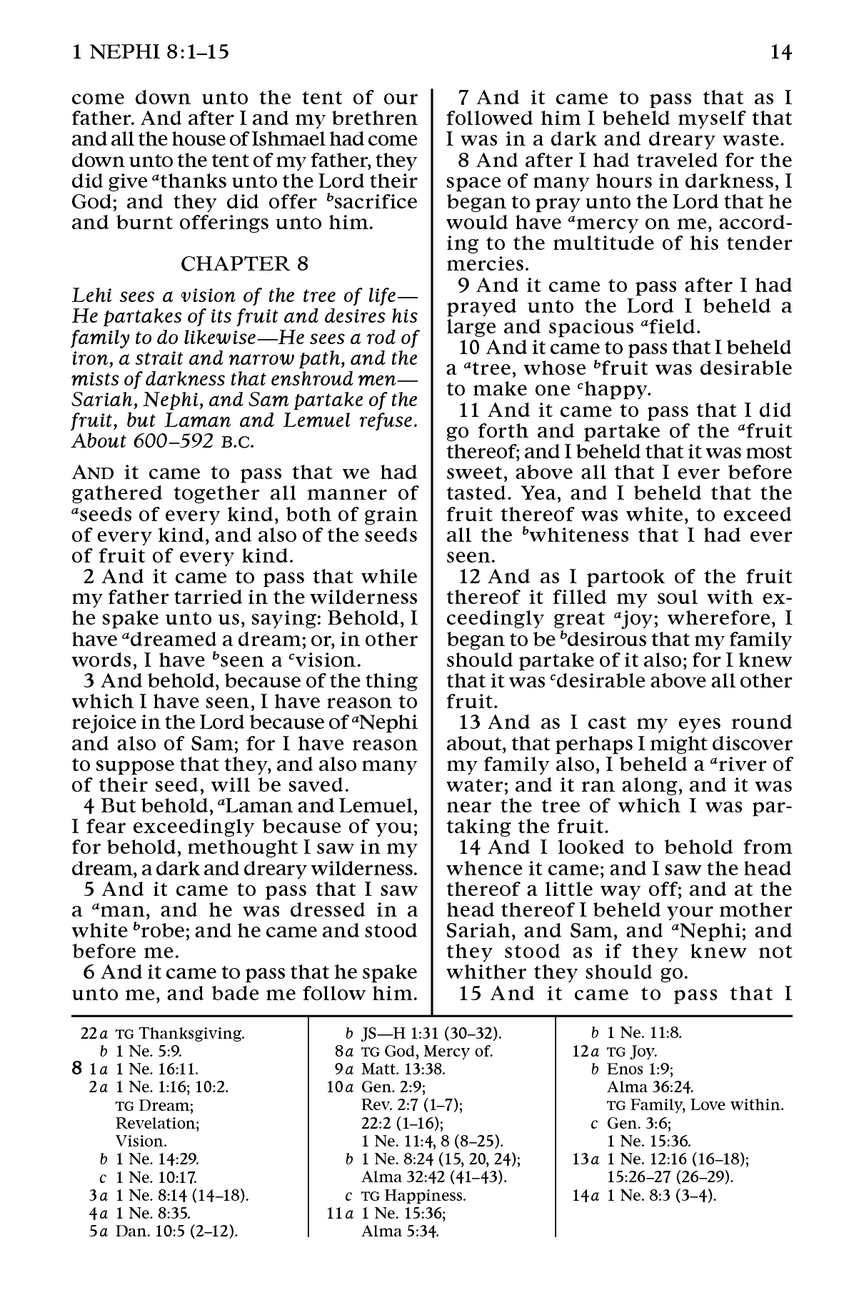 1 NEPHI 8:1–15
14
come down unto the tent of our
father. And after I and my brethren
and all the house of Ishmael had come
down unto the tent of my father, they
did give ᵃthanks unto the Lord their
God; and they did offer ᵇsacrifice
and burnt offerings unto him.
CHAPTER 8
Lehi sees a vision of the tree of life—
He partakes of its fruit and desires his
family to do likewise—He sees a rod of
iron, a strait and narrow path, and the
mists of darkness that enshroud men—
Sariah, Nephi, and Sam partake of the
fruit, but Laman and Lemuel refuse.
About 600–592 B.C.
AND it came to pass that we had
gathered together all manner of
ᵃseeds of every kind, both of grain
of every kind, and also of the seeds
of fruit of every kind.
2 And it came to pass that while
my father tarried in the wilderness
he spake unto us, saying: Behold, I
have ᵃdreamed a dream; or, in other
words, I have ᵇseen a ᶜvision.
3 And behold, because of the thing
which I have seen, I have reason to
rejoice in the Lord because of ᵃNephi
and also of Sam; for I have reason
to suppose that they, and also many
of their seed, will be saved.
4 But behold, ᵃLaman and Lemuel,
I fear exceedingly because of you;
for behold, methought I saw in my
dream, a dark and dreary wilderness.
5 And it came to pass that I saw
a ᵃman, and he was dressed in a
white ᵇrobe; and he came and stood
before me.
6 And it came to pass that he spake
unto me, and bade me follow him.
7 And it came to pass that as I
followed him I beheld myself that
I was in a dark and dreary waste.
8 And after I had traveled for the
space of many hours in darkness, I
began to pray unto the Lord that he
would have ᵃmercy on me, accord-
ing to the multitude of his tender
mercies.
9 And it came to pass after I had
prayed unto the Lord I beheld a
large and spacious ᵃfield.
10 And it came to pass that I beheld
a ᵃtree, whose ᵇfruit was desirable
to make one ᶜhappy.
11 And it came to pass that I did
go forth and partake of the ᵃfruit
thereof; and I beheld that it was most
sweet, above all that I ever before
tasted. Yea, and I beheld that the
fruit thereof was white, to exceed
all the ᵇwhiteness that I had ever
seen.
12 And as I partook of the fruit
thereof it filled my soul with ex-
ceedingly great ᵃjoy; wherefore, I
began to be ᵇdesirous that my family
should partake of it also; for I knew
that it was ᶜdesirable above all other
fruit.
13 And as I cast my eyes round
about, that perhaps I might discover
my family also, I beheld a ᵃriver of
water; and it ran along, and it was
near the tree of which I was par-
taking the fruit.
14 And I looked to behold from
whence it came; and I saw the head
thereof a little way off; and at the
head thereof I beheld your mother
Sariah, and Sam, and ᵃNephi; and
they stood as if they knew not
whither they should go.
15 And it came to pass that I
22a TG Thanksgiving.
b 1 Ne. 5:9.
8 1a 1 Ne. 16:11.
2a 1 Ne. 1:16; 10:2.
TG Dream;
Revelation;
Vision.
b 1 Ne. 14:29.
c 1 Ne. 10:17.
3a 1 Ne. 8:14 (14–18).
4a 1 Ne. 8:35.
5a Dan. 10:5 (2–12).
b JS—H 1:31 (30–32).
8a TG God, Mercy of.
9a Matt. 13:38.
10a Gen. 2:9;
Rev. 2:7 (1–7);
22:2 (1–16);
1 Ne. 11:4, 8 (8–25).
b 1 Ne. 8:24 (15, 20, 24);
Alma 32:42 (41–43).
c TG Happiness.
11a 1 Ne. 15:36;
Alma 5:34.
b 1 Ne. 11:8.
12a TG Joy.
b Enos 1:9;
Alma 36:24.
TG Family, Love within.
c Gen. 3:6;
1 Ne. 15:36.
13a 1 Ne. 12:16 (16–18);
15:26–27 (26–29).
14a 1 Ne. 8:3 (3–4).